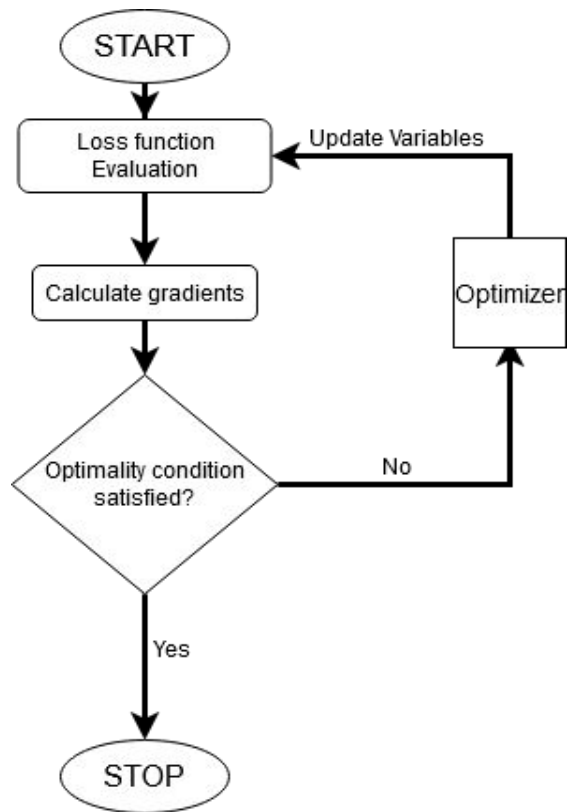 START
Loss function
Evaluation
Update Variables
Calculate gradients
Optimizer
Optimality condition
satisfied?
No
Yes
STOP